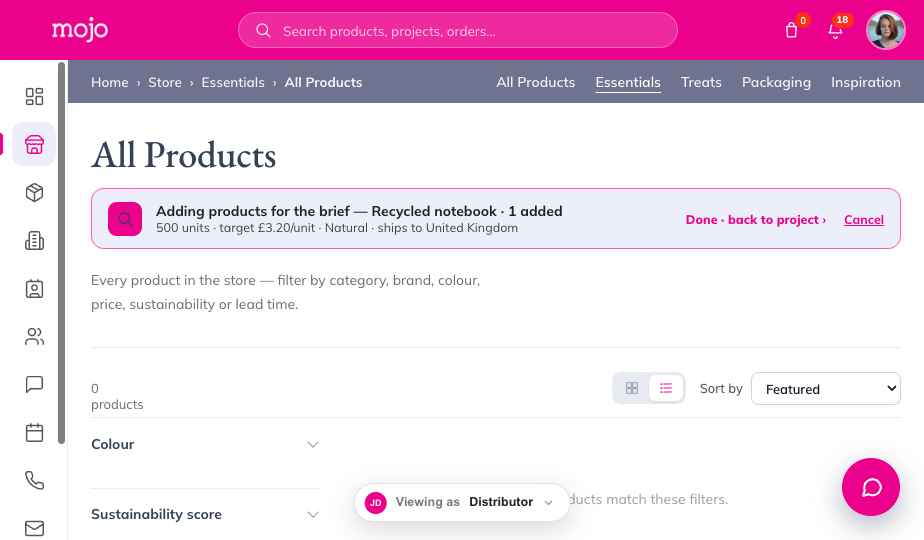 mojo
Search products, projects, orders...
0
18
Home › Store › Essentials › All Products
All Products Essentials Treats Packaging Inspiration
All Products
Adding products for the brief — Recycled notebook · 1 added
500 units · target £3.20/unit · Natural · ships to United Kingdom
Done · back to project ›
Cancel
Every product in the store — filter by category, brand, colour,
price, sustainability or lead time.
0
products
Sort by
Featured
Colour
match these filters.
JD Viewing as Distributor
Sustainability score